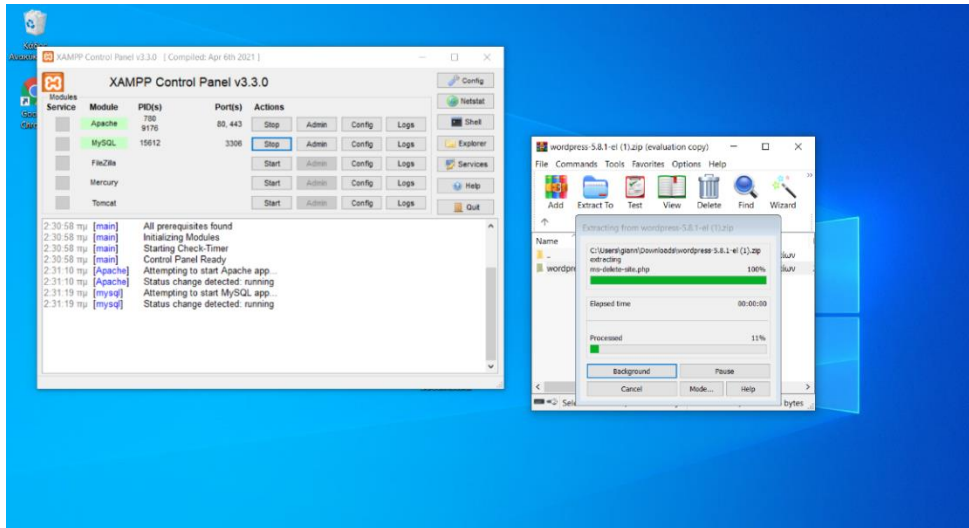 XAMPP Control Panel v3.3.0 [ Compiled: Apr 6th 2021 ]
XAMPP Control Panel v3.3.0
Config
Modules
Service Module PID(s) Port(s) Actions
Netstat
Apache 780 9176 80, 443 Stop Admin Config Logs
Shell
MySQL 15612 3306 Stop Admin Config Logs
Explorer
FileZilla Start Admin Config Logs
Services
Mercury Start Admin Config Logs
Help
Tomcat Start Admin Config Logs
Quit
2:30:58 πμ [main] All prerequisites found
2:30:58 πμ [main] Initializing Modules
2:30:58 πμ [main] Starting Check-Timer
2:30:58 πμ [main] Control Panel Ready
2:31:10 πμ [Apache] Attempting to start Apache app...
2:31:10 πμ [Apache] Status change detected: running
2:31:19 πμ [mysql] Attempting to start MySQL app...
2:31:19 πμ [mysql] Status change detected: running
wordpress-5.8.1-el (1).zip (evaluation copy)
File Commands Tools Favorites Options Help
Add Extract To Test View Delete Find Wizard
Extracting from wordpress-5.8.1-el (1).zip
Name
..
wordpre
C:\Users\giann\Downloads\wordpress-5.8.1-el (1).zip
extracting
ms-delete-site.php 100%
Elapsed time 00:00:00
Processed 11%
Background Pause
Cancel Mode... Help
Sele
bytes